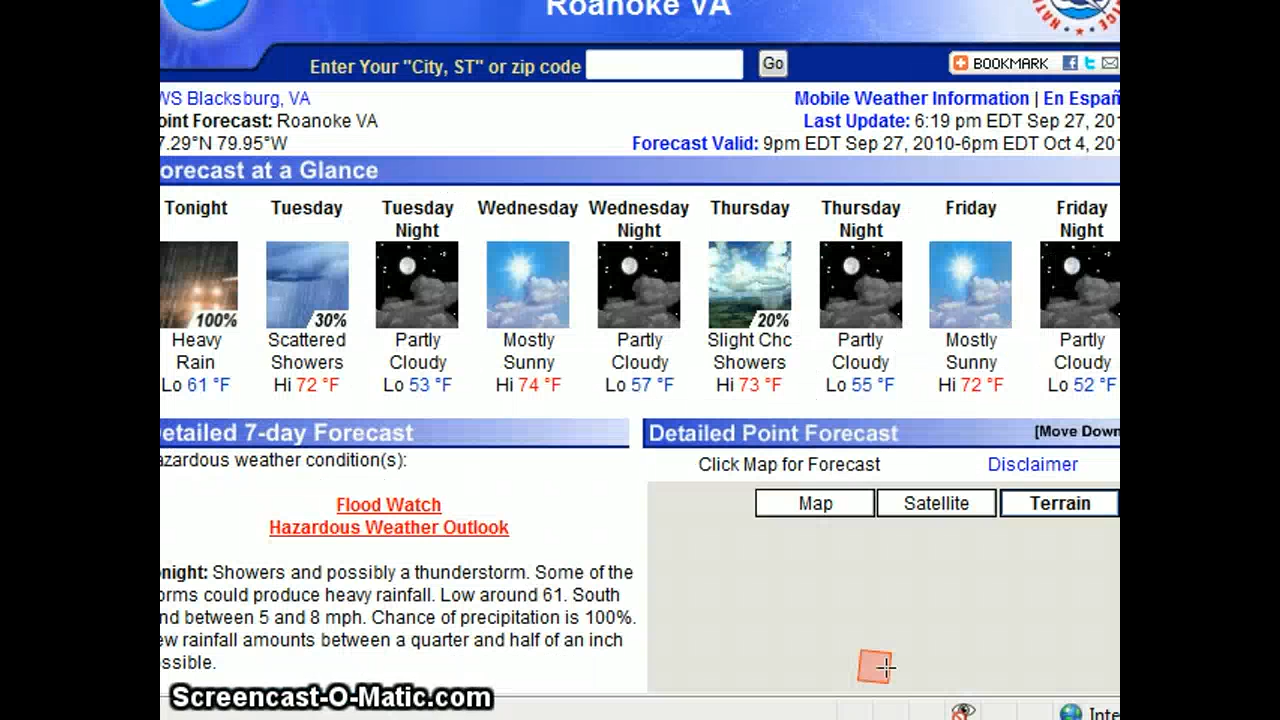 Roanoke VA
Enter Your "City, ST" or zip code
Go
BOOKMARK
WS Blacksburg, VA
Mobile Weather Information | En Españ
oint Forecast: Roanoke VA
Last Update: 6:19 pm EDT Sep 27, 201
7.29°N 79.95°W
Forecast Valid: 9pm EDT Sep 27, 2010-6pm EDT Oct 4, 201
orecast at a Glance
Tonight
100%
Heavy
Rain
Lo 61 °F
Tuesday
30%
Scattered
Showers
Hi 72 °F
Tuesday
Night
Partly
Cloudy
Lo 53 °F
Wednesday
Mostly
Sunny
Hi 74 °F
Wednesday
Night
Partly
Cloudy
Lo 57 °F
Thursday
20%
Slight Chc
Showers
Hi 73 °F
Thursday
Night
Partly
Cloudy
Lo 55 °F
Friday
Mostly
Sunny
Hi 72 °F
Friday
Night
Partly
Cloudy
Lo 52 °F
etailed 7-day Forecast
azardous weather condition(s):
Flood Watch
Hazardous Weather Outlook
onight: Showers and possibly a thunderstorm. Some of the
orms could produce heavy rainfall. Low around 61. South
nd between 5 and 8 mph. Chance of precipitation is 100%.
ew rainfall amounts between a quarter and half of an inch
ssible.
Detailed Point Forecast
[Move Down
Click Map for Forecast
Disclaimer
Map
Satellite
Terrain
Screencast-O-Matic.com
Inte